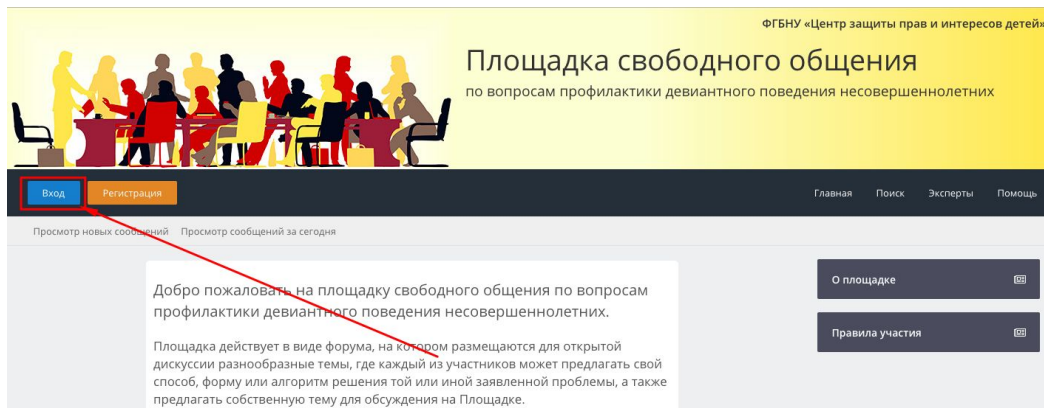 ФГБНУ «Центр защиты прав и интересов детей»
Площадка свободного общения
по вопросам профилактики девиантного поведения несовершеннолетних
Вход Регистрация Главная Поиск Эксперты Помощь
Просмотр новых сообщений Просмотр сообщений за сегодня
Добро пожаловать на площадку свободного общения по вопросам
профилактики девиантного поведения несовершеннолетних.
Площадка действует в виде форума, на котором размещаются для открытой
дискуссии разнообразные темы, где каждый из участников может предлагать свой
способ, форму или алгоритм решения той или иной заявленной проблемы, а также
предлагать собственную тему для обсуждения на Площадке.
О площадке
Правила участия